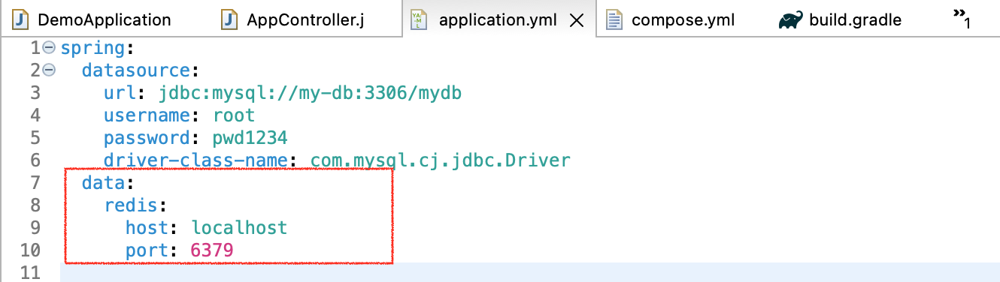 DemoApplication AppController.j application.yml compose.yml build.gradle »1
1 spring:
2 datasource:
3 url: jdbc:mysql://my-db:3306/mydb
4 username: root
5 password: pwd1234
6 driver-class-name: com.mysql.cj.jdbc.Driver
7 data:
8 redis:
9 host: localhost
10 port: 6379
11